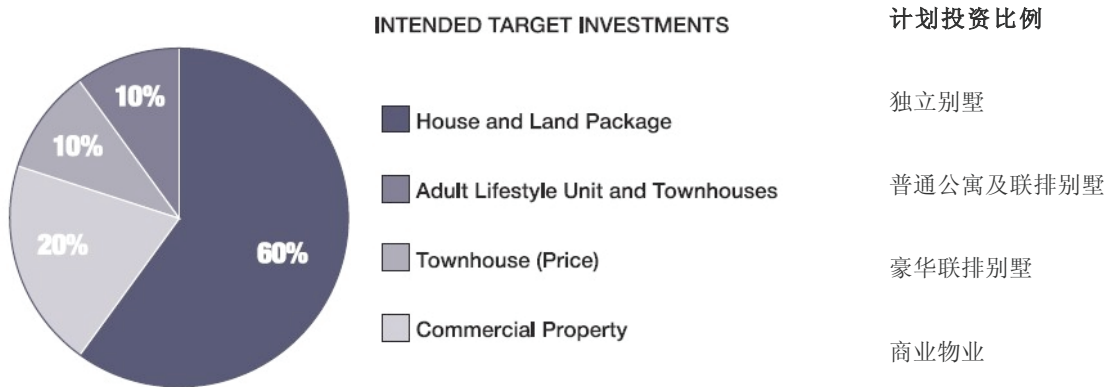 INTENDED TARGET INVESTMENTS
计划投资比例
10%
10%
20%
60%
House and Land Package
独立别墅
Adult Lifestyle Unit and Townhouses
普通公寓及联排别墅
Townhouse (Price)
豪华联排别墅
Commercial Property
商业物业